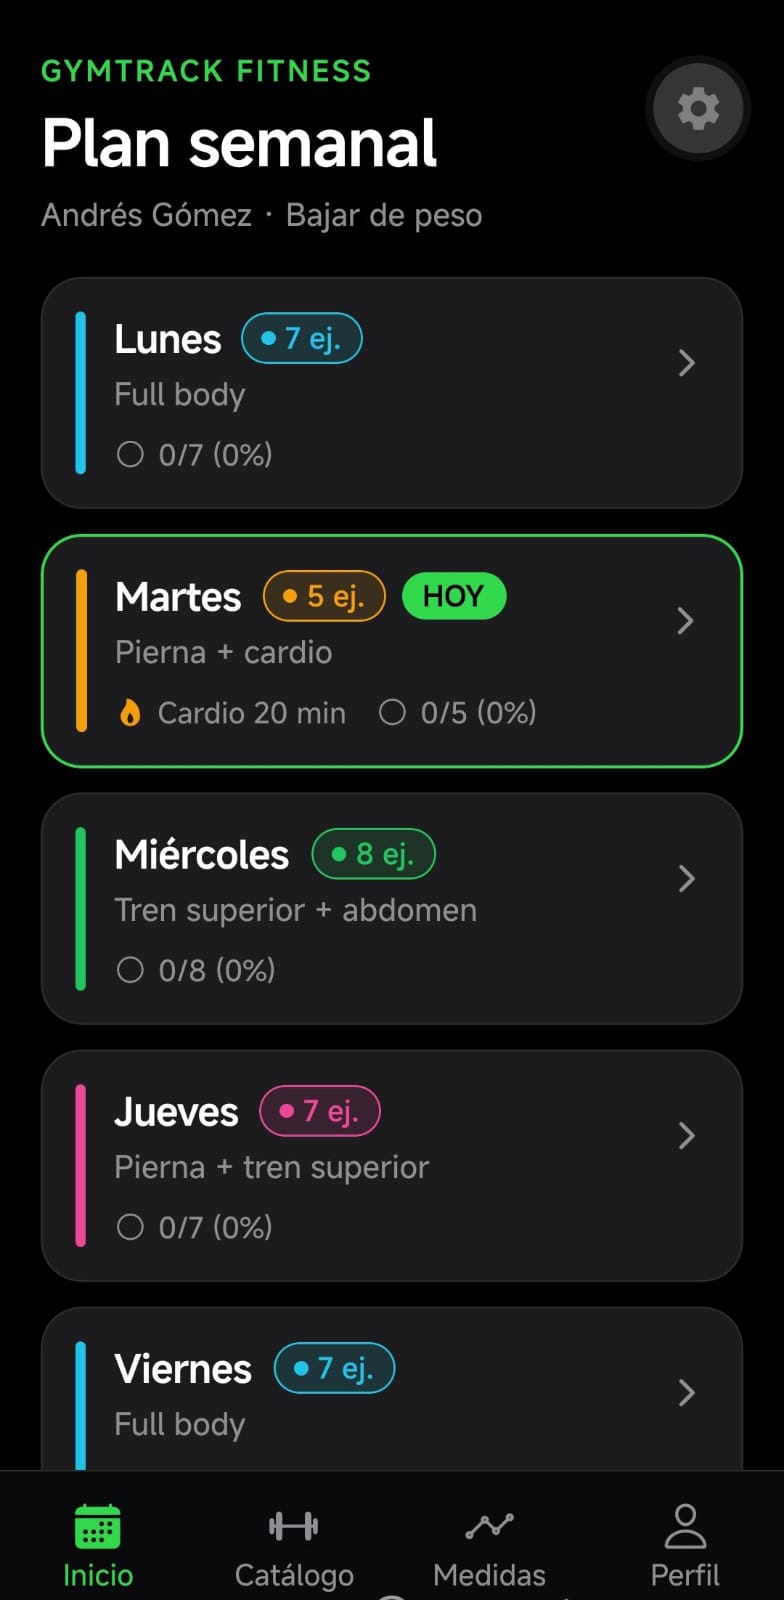 GYMTRACK FITNESS
Plan semanal
Andrés Gómez · Bajar de peso
Lunes 7 ej.
Full body
0/7 (0%)
Martes 5 ej. HOY
Pierna + cardio
Cardio 20 min 0/5 (0%)
Miércoles 8 ej.
Tren superior + abdomen
0/8 (0%)
Jueves 7 ej.
Pierna + tren superior
0/7 (0%)
Viernes 7 ej.
Full body
Inicio Catálogo Medidas Perfil